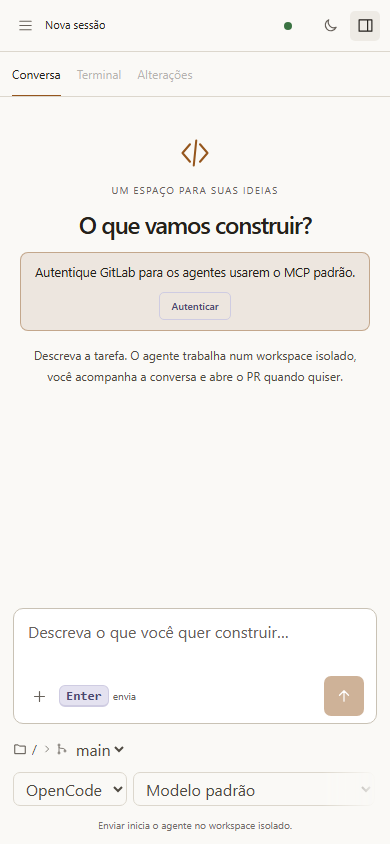 Nova sessão
Conversa Terminal Alterações
UM ESPAÇO PARA SUAS IDEIAS
O que vamos construir?
Autentique GitLab para os agentes usarem o MCP padrão.
Autenticar
Descreva a tarefa. O agente trabalha num workspace isolado,
você acompanha a conversa e abre o PR quando quiser.
Descreva o que você quer construir...
Enter envia
/ > main
OpenCode Modelo padrão
Enviar inicia o agente no workspace isolado.